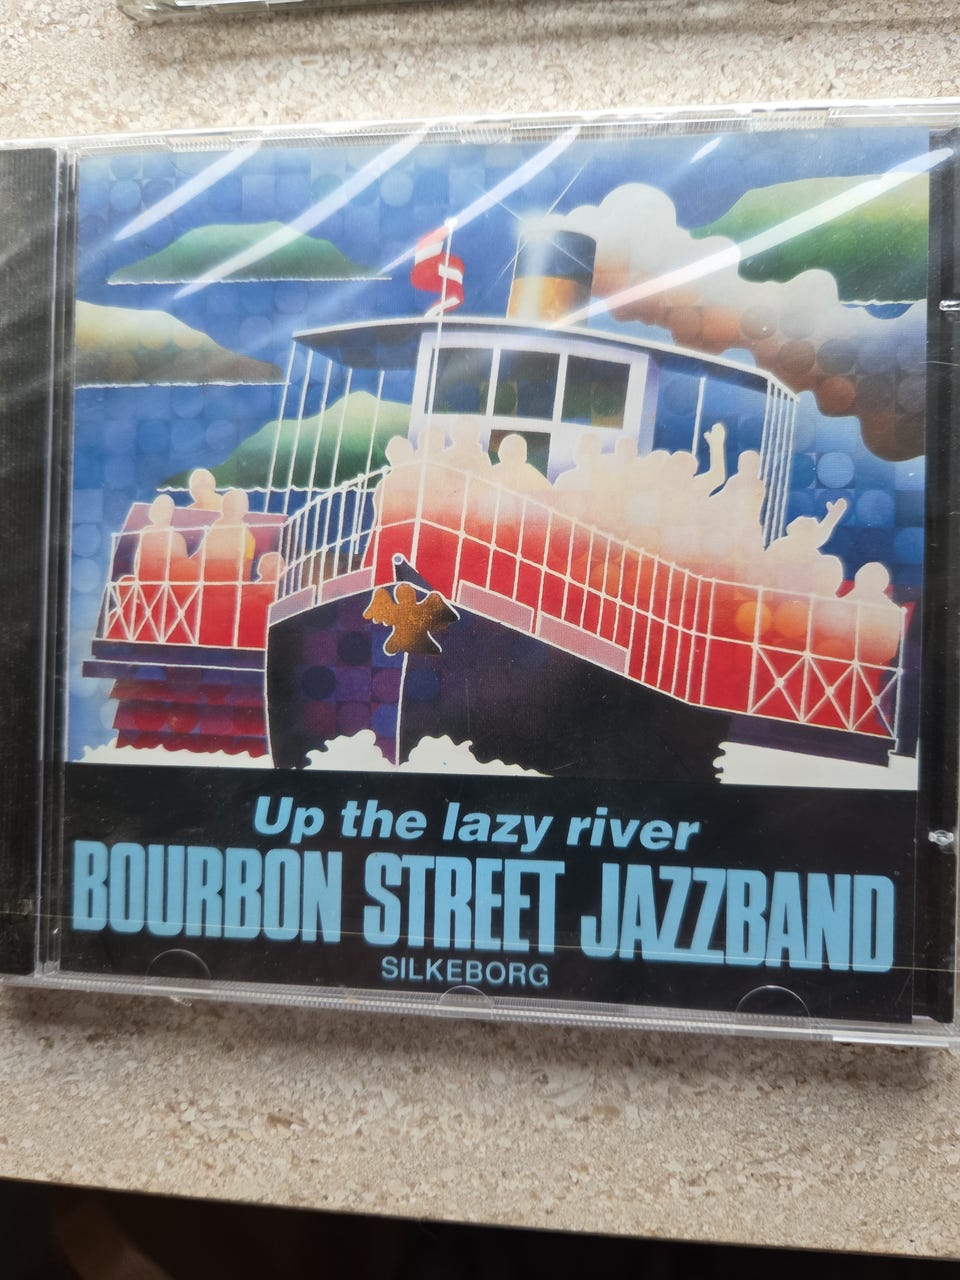 Up the lazy river
BOURBON STREET JAZZBAND
SILKEBORG